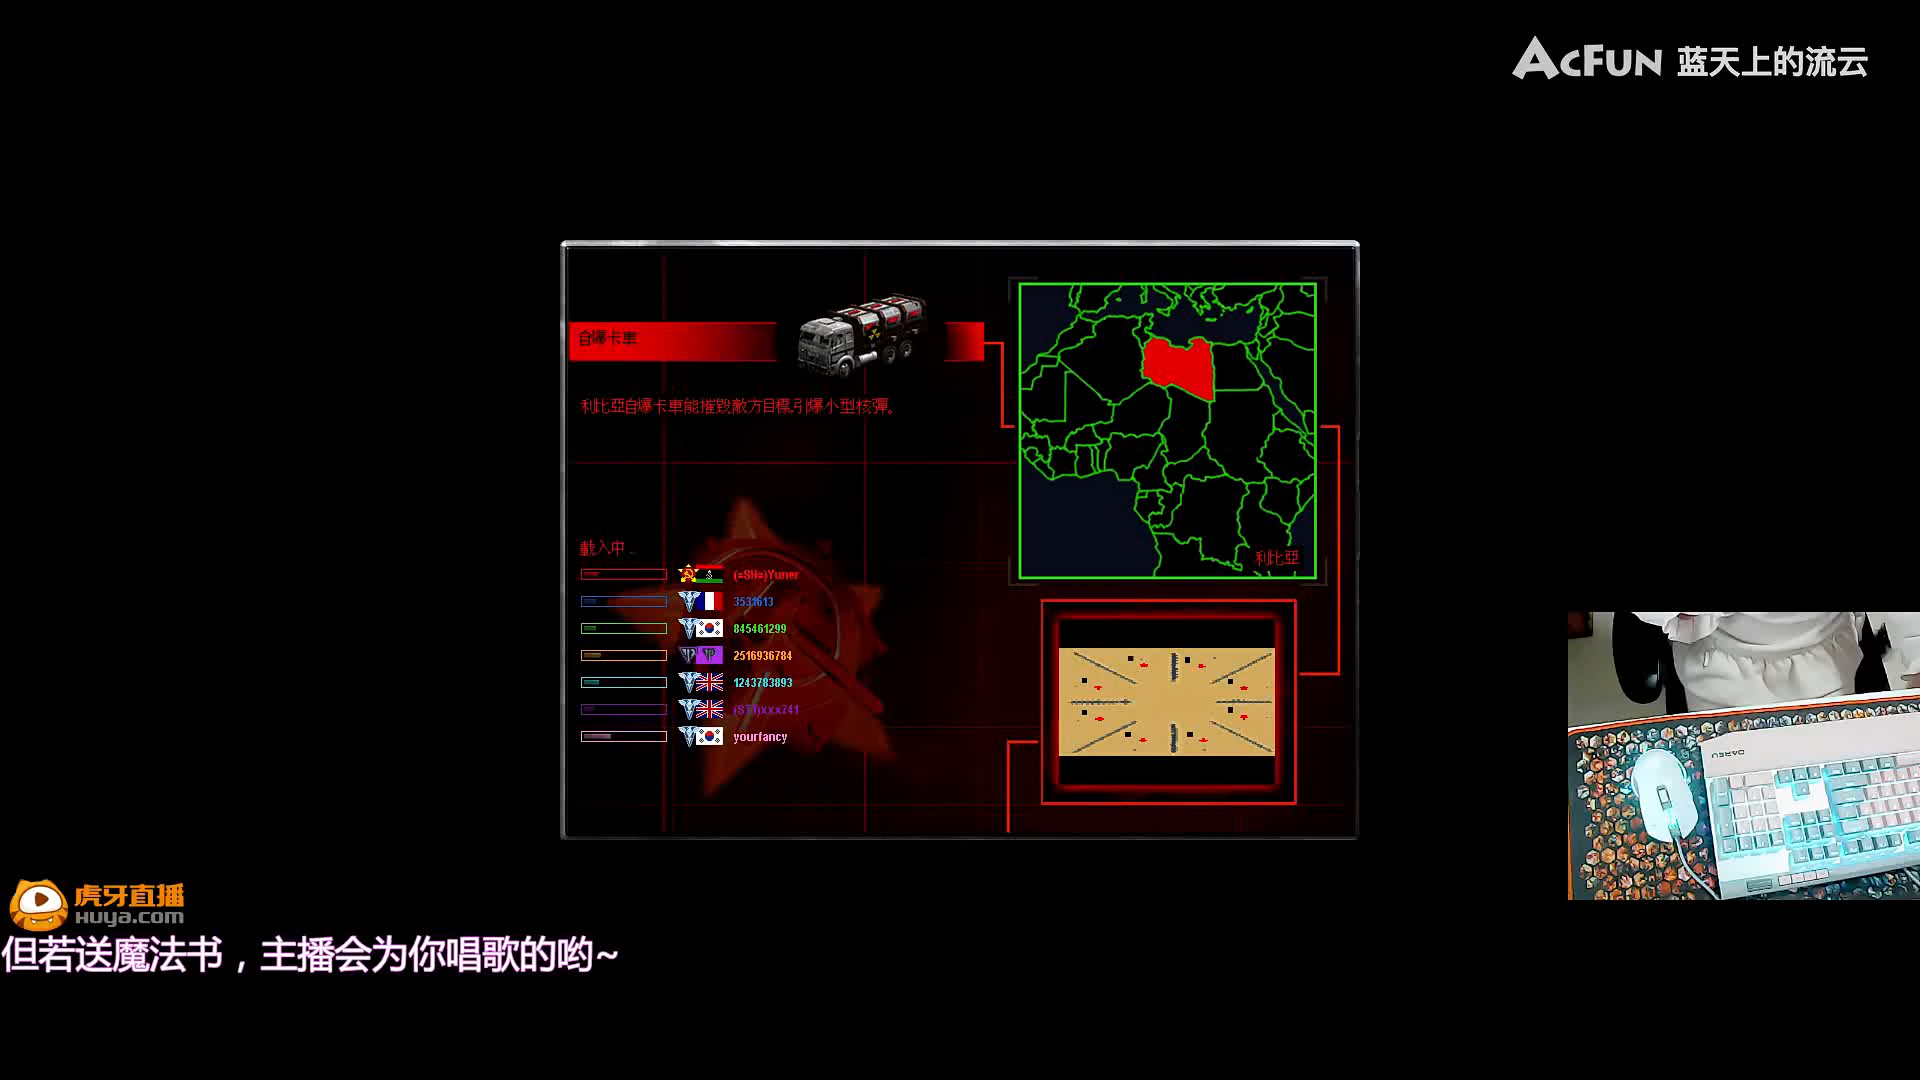 ACFUN 蓝天上的流云
自爆卡車
利比亞自爆卡車能摧毀敵方目標,引爆小型核彈。
利比亞
載入中..
(=SH=)Yuner
3531613
845461299
2516936784
1243783893
yourfancy
DAREU
虎牙直播
HUYA.com
但若送魔法书，主播会为你唱歌的哟~